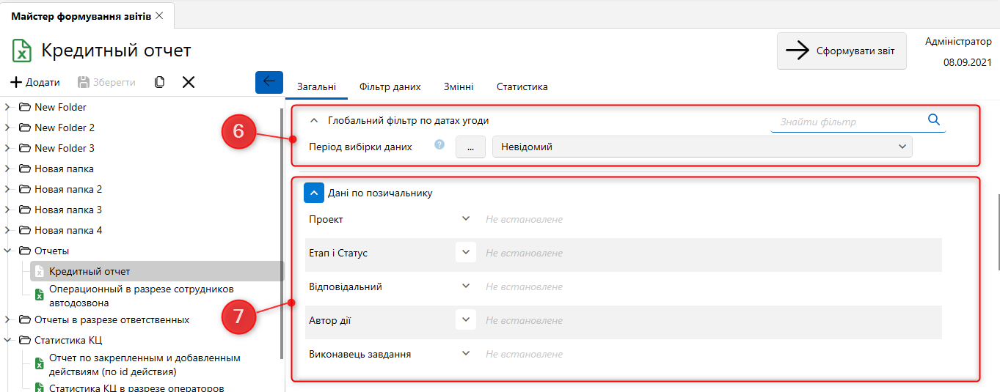 Майстер формування звітів
Кредитный отчет
Сформувати звіт
Адміністратор
08.09.2021
Додати
Зберегти
Загальні
Фільтр даних
Змінні
Статистика
New Folder
New Folder 2
New Folder 3
Новая папка
Новая папка 2
Новая папка 3
Новая папка 4
Отчеты
Кредитный отчет
Операционный в разрезе сотрудников
автодозвона
Отчеты в разрезе ответственных
Статистика КЦ
Отчет по закрепленным и добавленным
действиям (по id действия)
Статистика КЦ в разрезе операторов
6
Глобальний фільтр по датах угоди
Знайти фільтр
Період вибірки даних
?
...
Невідомий
7
Дані по позичальнику
Проект
Не встановлене
Етап і Статус
Не встановлене
Відповідальний
Не встановлене
Автор дії
Не встановлене
Виконавець завдання
Не встановлене